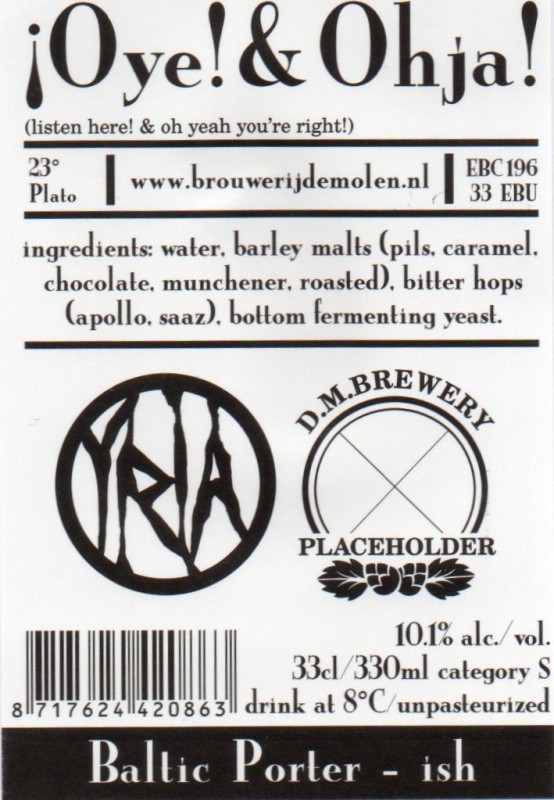 ¡Oye! & Ohja!
(listen here! & oh yeah you're right!)
23°
Plato
www.brouwerijdemolen.nl
EBC196
33 EBU
ingredients: water, barley malts (pils, caramel,
chocolate, munchener, roasted), bitter hops
(apollo, saaz), bottom fermenting yeast.
YRIA
D.M.BREWERY
PLACEHOLDER
10.1% alc./vol.
33cl/330ml category S
8 717624 420863
drink at 8°C/unpasteurized
Baltic Porter - ish